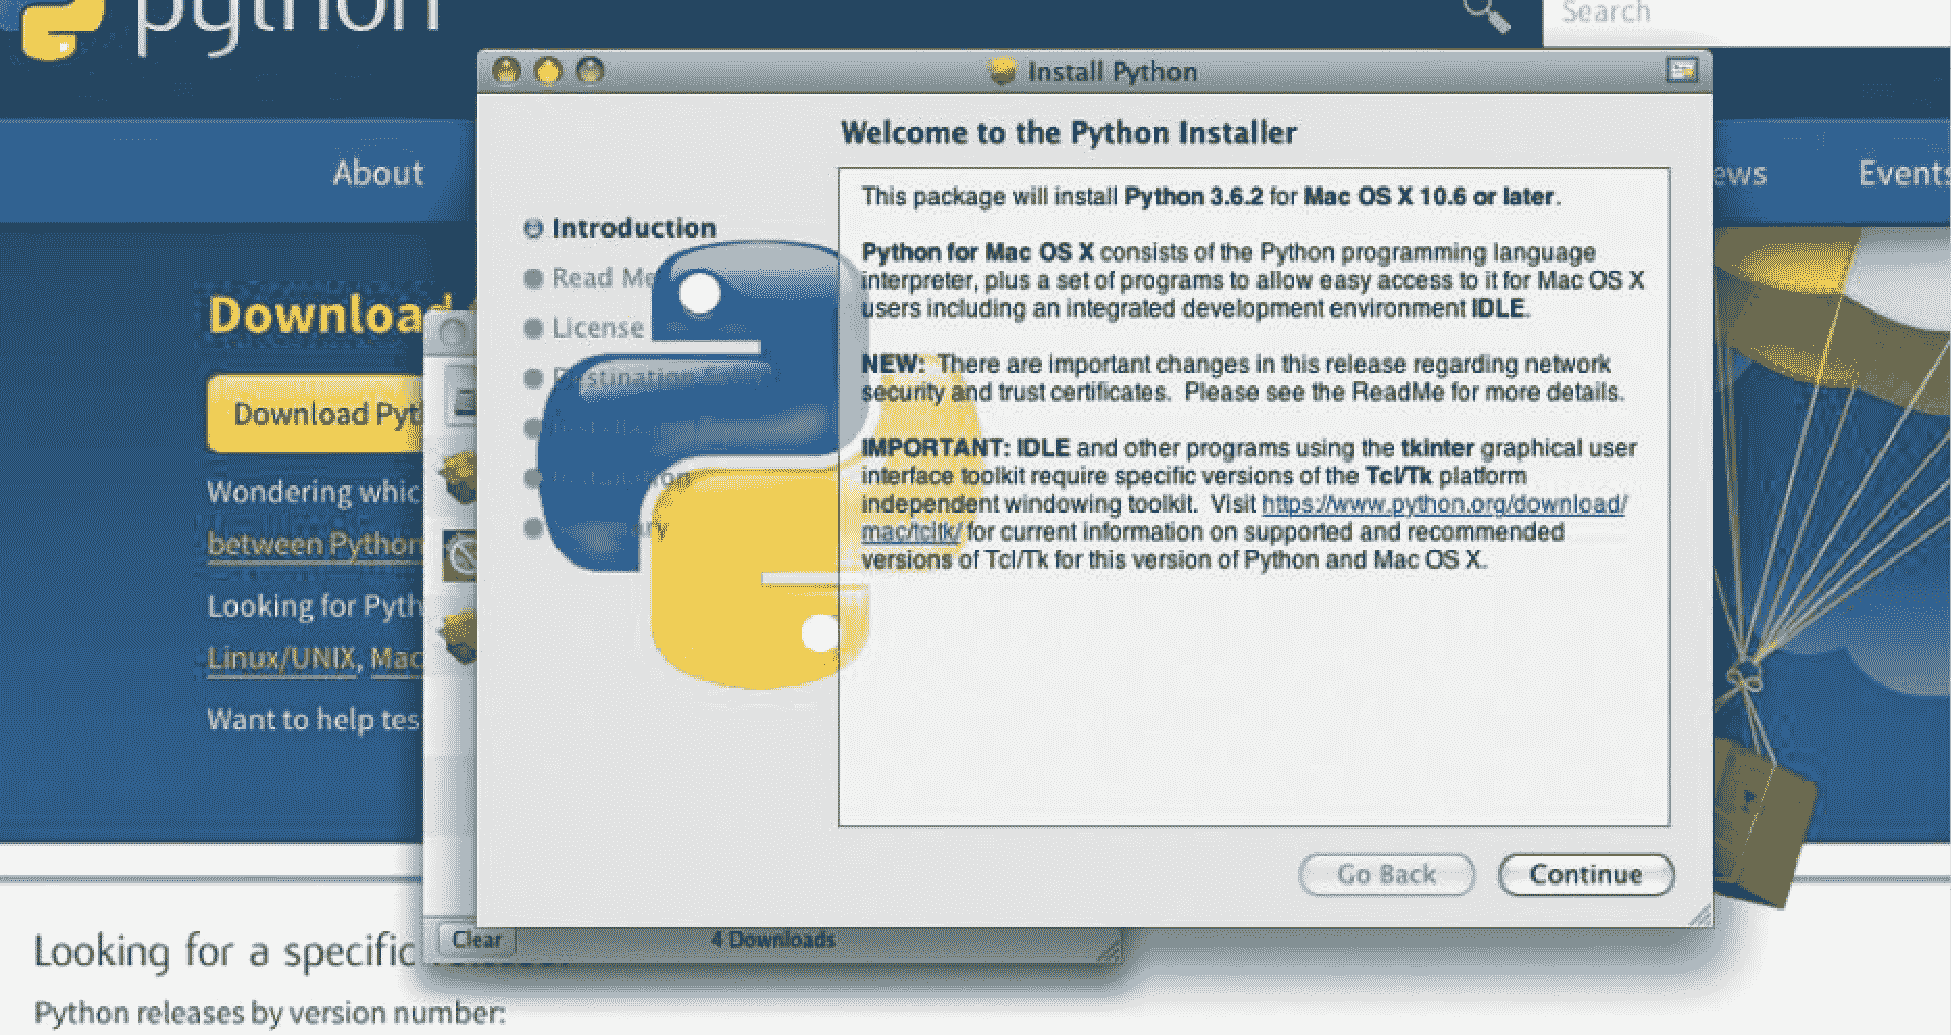 python
Search
Install Python
Welcome to the Python Installer
About
ews
Events
This package will install Python 3.6.2 for Mac OS X 10.6 or later.
Introduction
Python for Mac OS X consists of the Python programming language
interpreter, plus a set of programs to allow easy access to it for Mac OS X
users including an integrated development environment IDLE.
Read Me
License
Destination
NEW:  There are important changes in this release regarding network
security and trust certificates.  Please see the ReadMe for more details.
IMPORTANT: IDLE and other programs using the tkinter graphical user
interface toolkit require specific versions of the Tcl/Tk platform
independent windowing toolkit.  Visit https://www.python.org/download/
mac/tcltk/ for current information on supported and recommended
versions of Tcl/Tk for this version of Python and Mac OS X.
Downloa
Download Pyt
Wondering whic
between Python
Looking for Pyth
Linux/UNIX, Mac
Want to help tes
Go Back
Continue
Clear
4 Downloads
Looking for a specific
Python releases by version number: